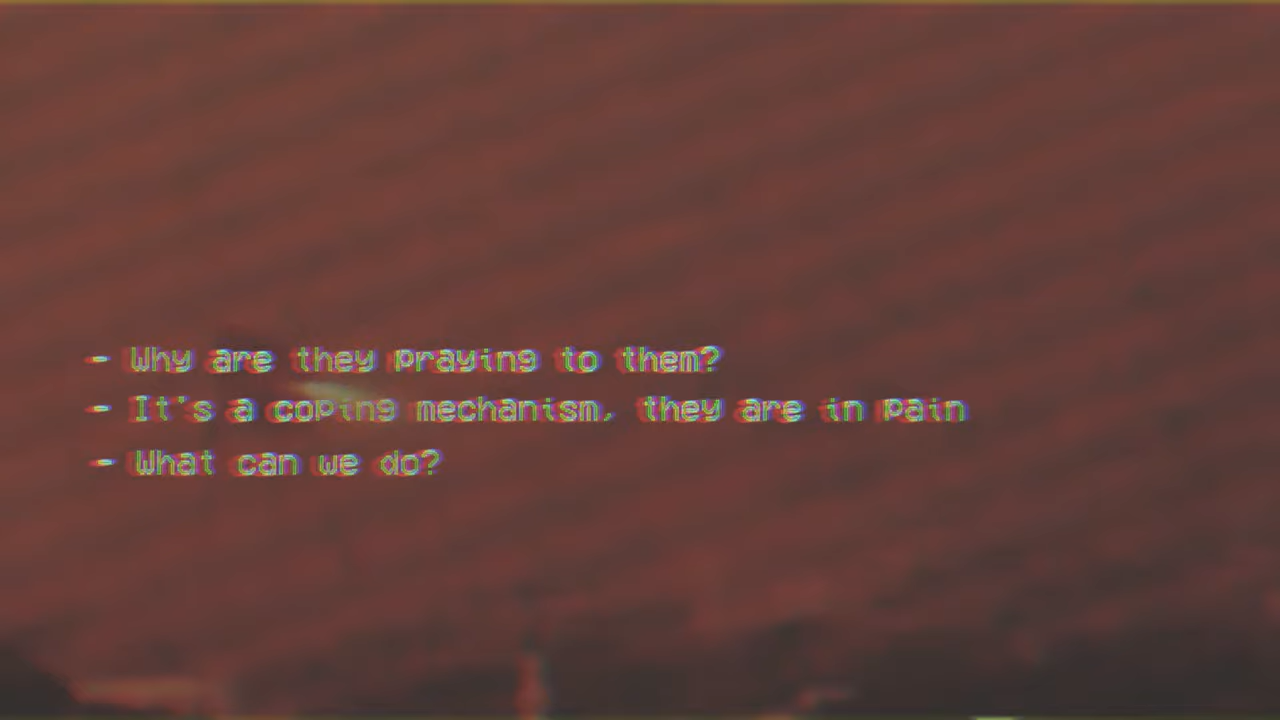 - Why are they praying to them?
- It's a coping mechanism, they are in pain
- What can we do?